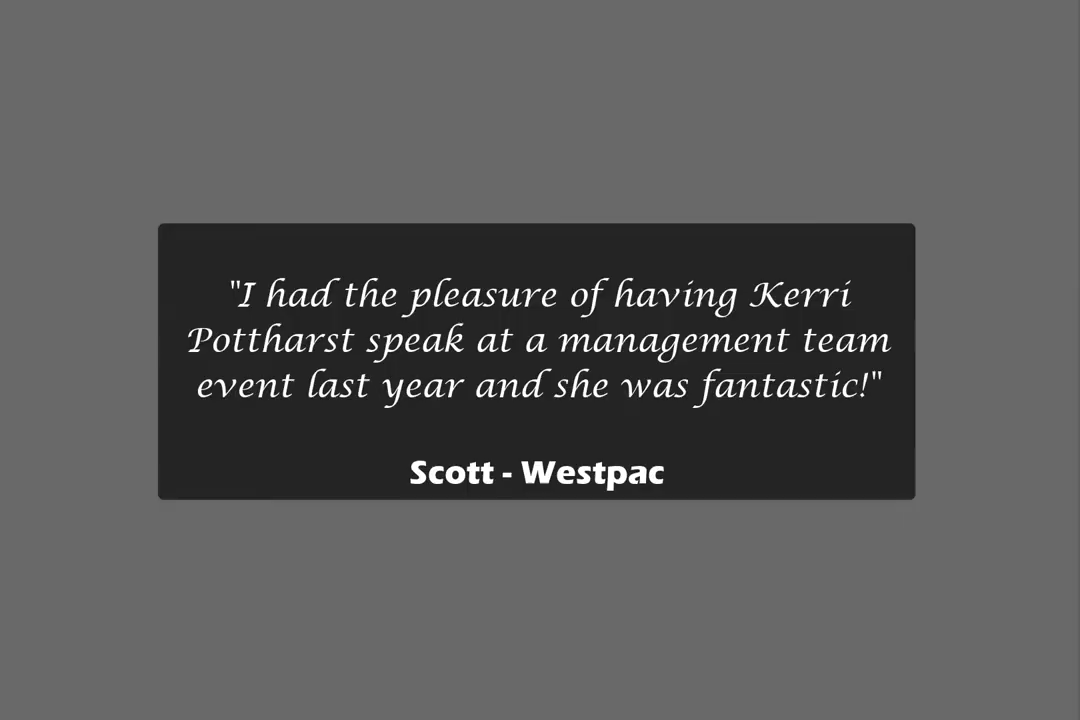 "I had the pleasure of having Kerri
Pottharst speak at a management team
event last year and she was fantastic!"
Scott - Westpac